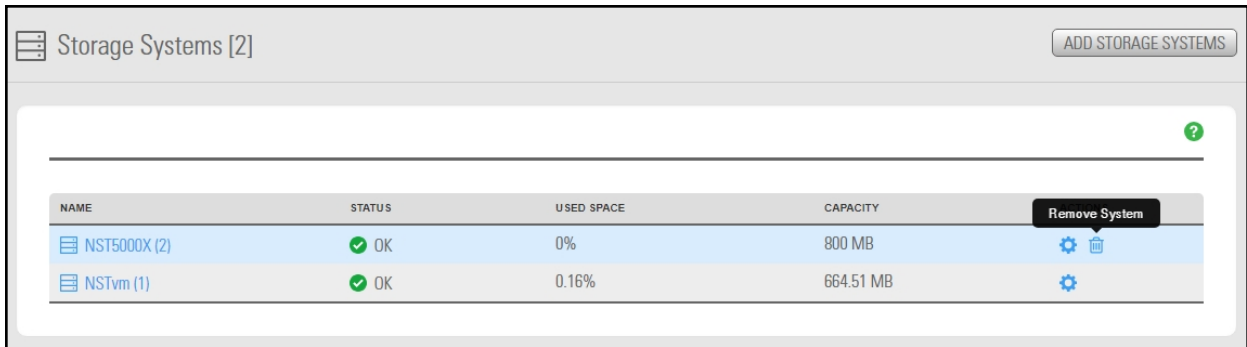 Storage Systems [2]
ADD STORAGE SYSTEMS
?
NAME STATUS USED SPACE CAPACITY
Remove System
NST5000X (2) OK 0% 800 MB
NSTvm (1) OK 0.16% 664.51 MB